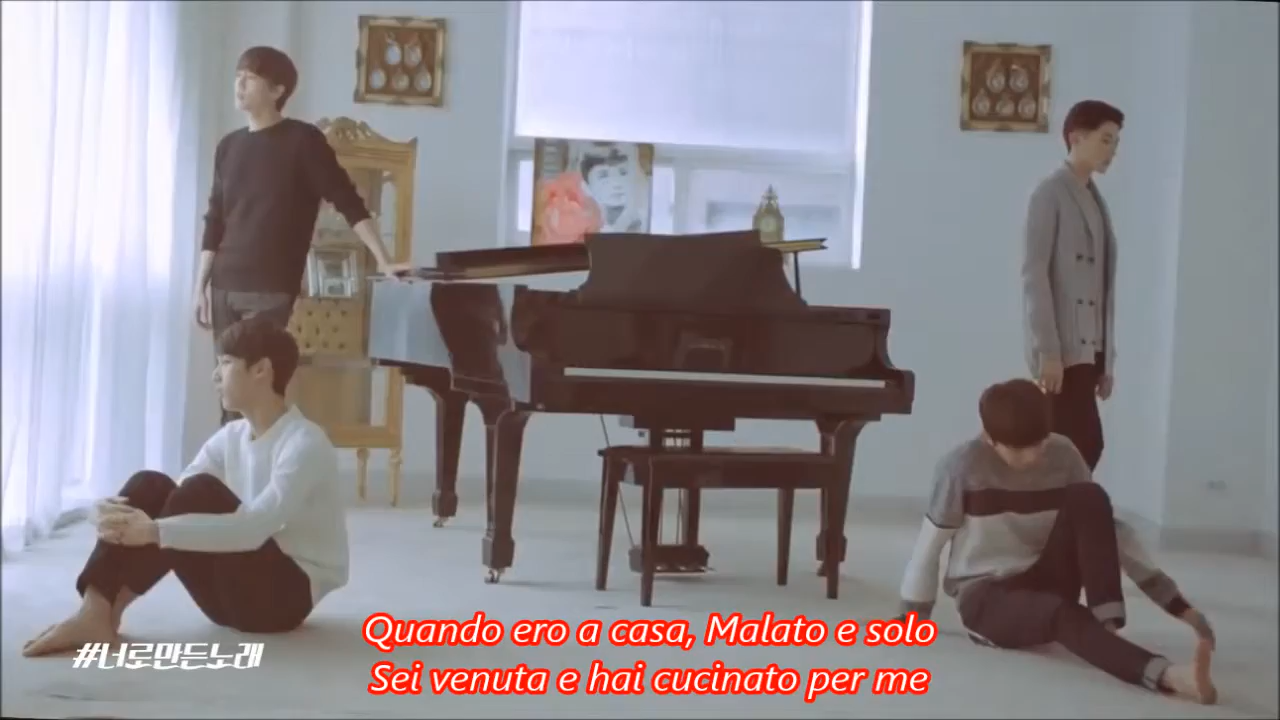 #너로만든노래
Quando ero a casa, Malato e solo
Sei venuta e hai cucinato per me